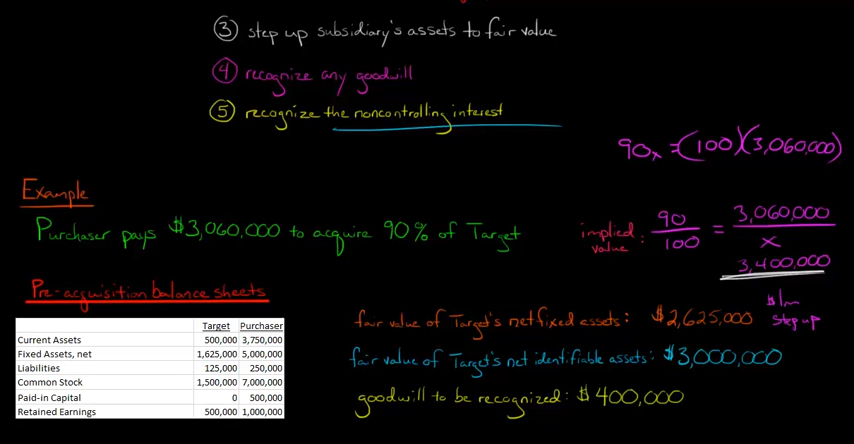 ③ step up subsidiary's assets to fair value
④ recognize any goodwill
⑤ recognize the noncontrolling interest
90x = (100)(3,060,000)
Example
Purchaser pays $3,060,000 to acquire 90% of Target
implied value: 90/100 = 3,060,000/x
3,400,000
Pre-acquisition balance sheets
Target Purchaser
Current Assets 500,000 3,750,000
Fixed Assets, net 1,625,000 5,000,000
Liabilities 125,000 250,000
Common Stock 1,500,000 7,000,000
Paid-in Capital 0 500,000
Retained Earnings 500,000 1,000,000
fair value of Target's net fixed assets: $2,625,000
$1m step up
fair value of Target's net identifiable assets: $3,000,000
goodwill to be recognized: $400,000